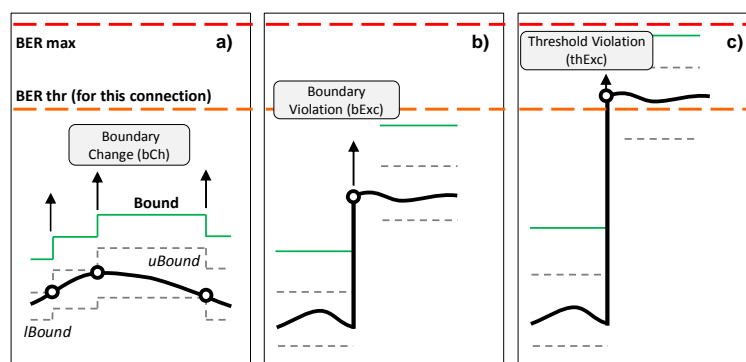 BER max
a)
BER thr (for this connection)
Boundary
Change (bCh)
Bound
uBound
lBound
b)
Boundary
Violation (bExc)
c)
Threshold Violation
(thExc)